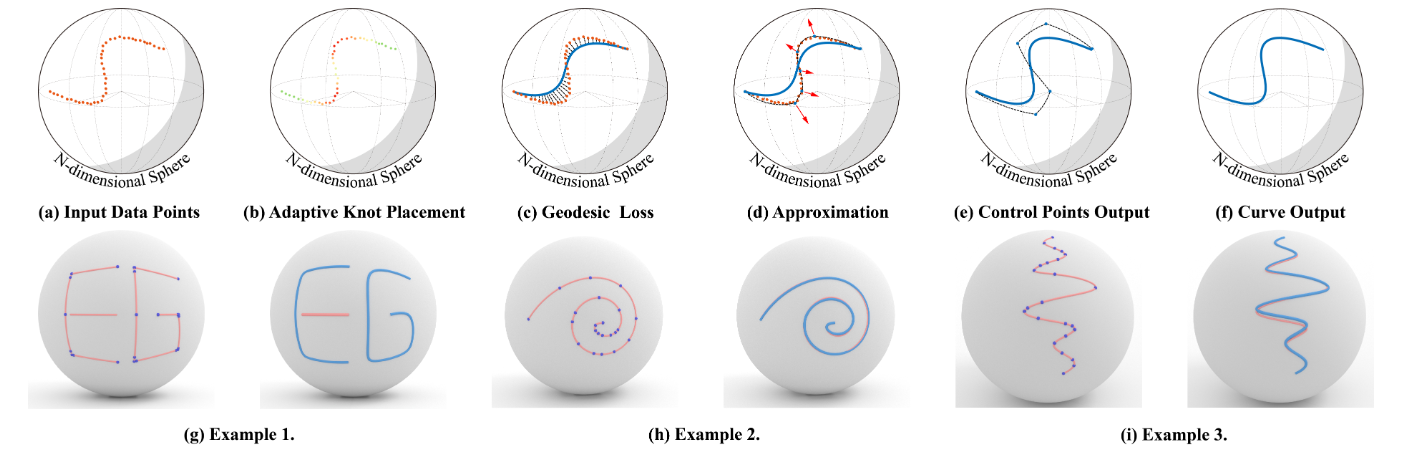 N-dimensional Sphere
N-dimensional Sphere
N-dimensional Sphere
N-dimensional Sphere
N-dimensional Sphere
N-dimensional Sphere
(a) Input Data Points
(b) Adaptive Knot Placement
(c) Geodesic Loss
(d) Approximation
(e) Control Points Output
(f) Curve Output
(g) Example 1.
(h) Example 2.
(i) Example 3.